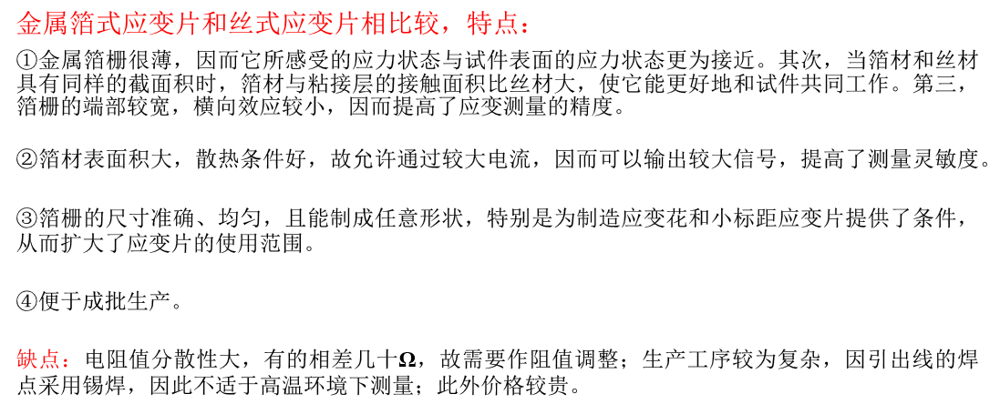 金属箔式应变片和丝式应变片相比较，特点：
①金属箔栅很薄，因而它所感受的应力状态与试件表面的应力状态更为接近。其次，当箔材和丝材
具有同样的截面积时，箔材与粘接层的接触面积比丝材大，使它能更好地和试件共同工作。第三，
箔栅的端部较宽，横向效应较小，因而提高了应变测量的精度。
②箔材表面积大，散热条件好，故允许通过较大电流，因而可以输出较大信号，提高了测量灵敏度。
③箔栅的尺寸准确、均匀，且能制成任意形状，特别是为制造应变花和小标距应变片提供了条件，
从而扩大了应变片的使用范围。
④便于成批生产。
缺点：电阻值分散性大，有的相差几十Ω，故需要作阻值调整；生产工序较为复杂，因引出线的焊
点采用锡焊，因此不适于高温环境下测量；此外价格较贵。